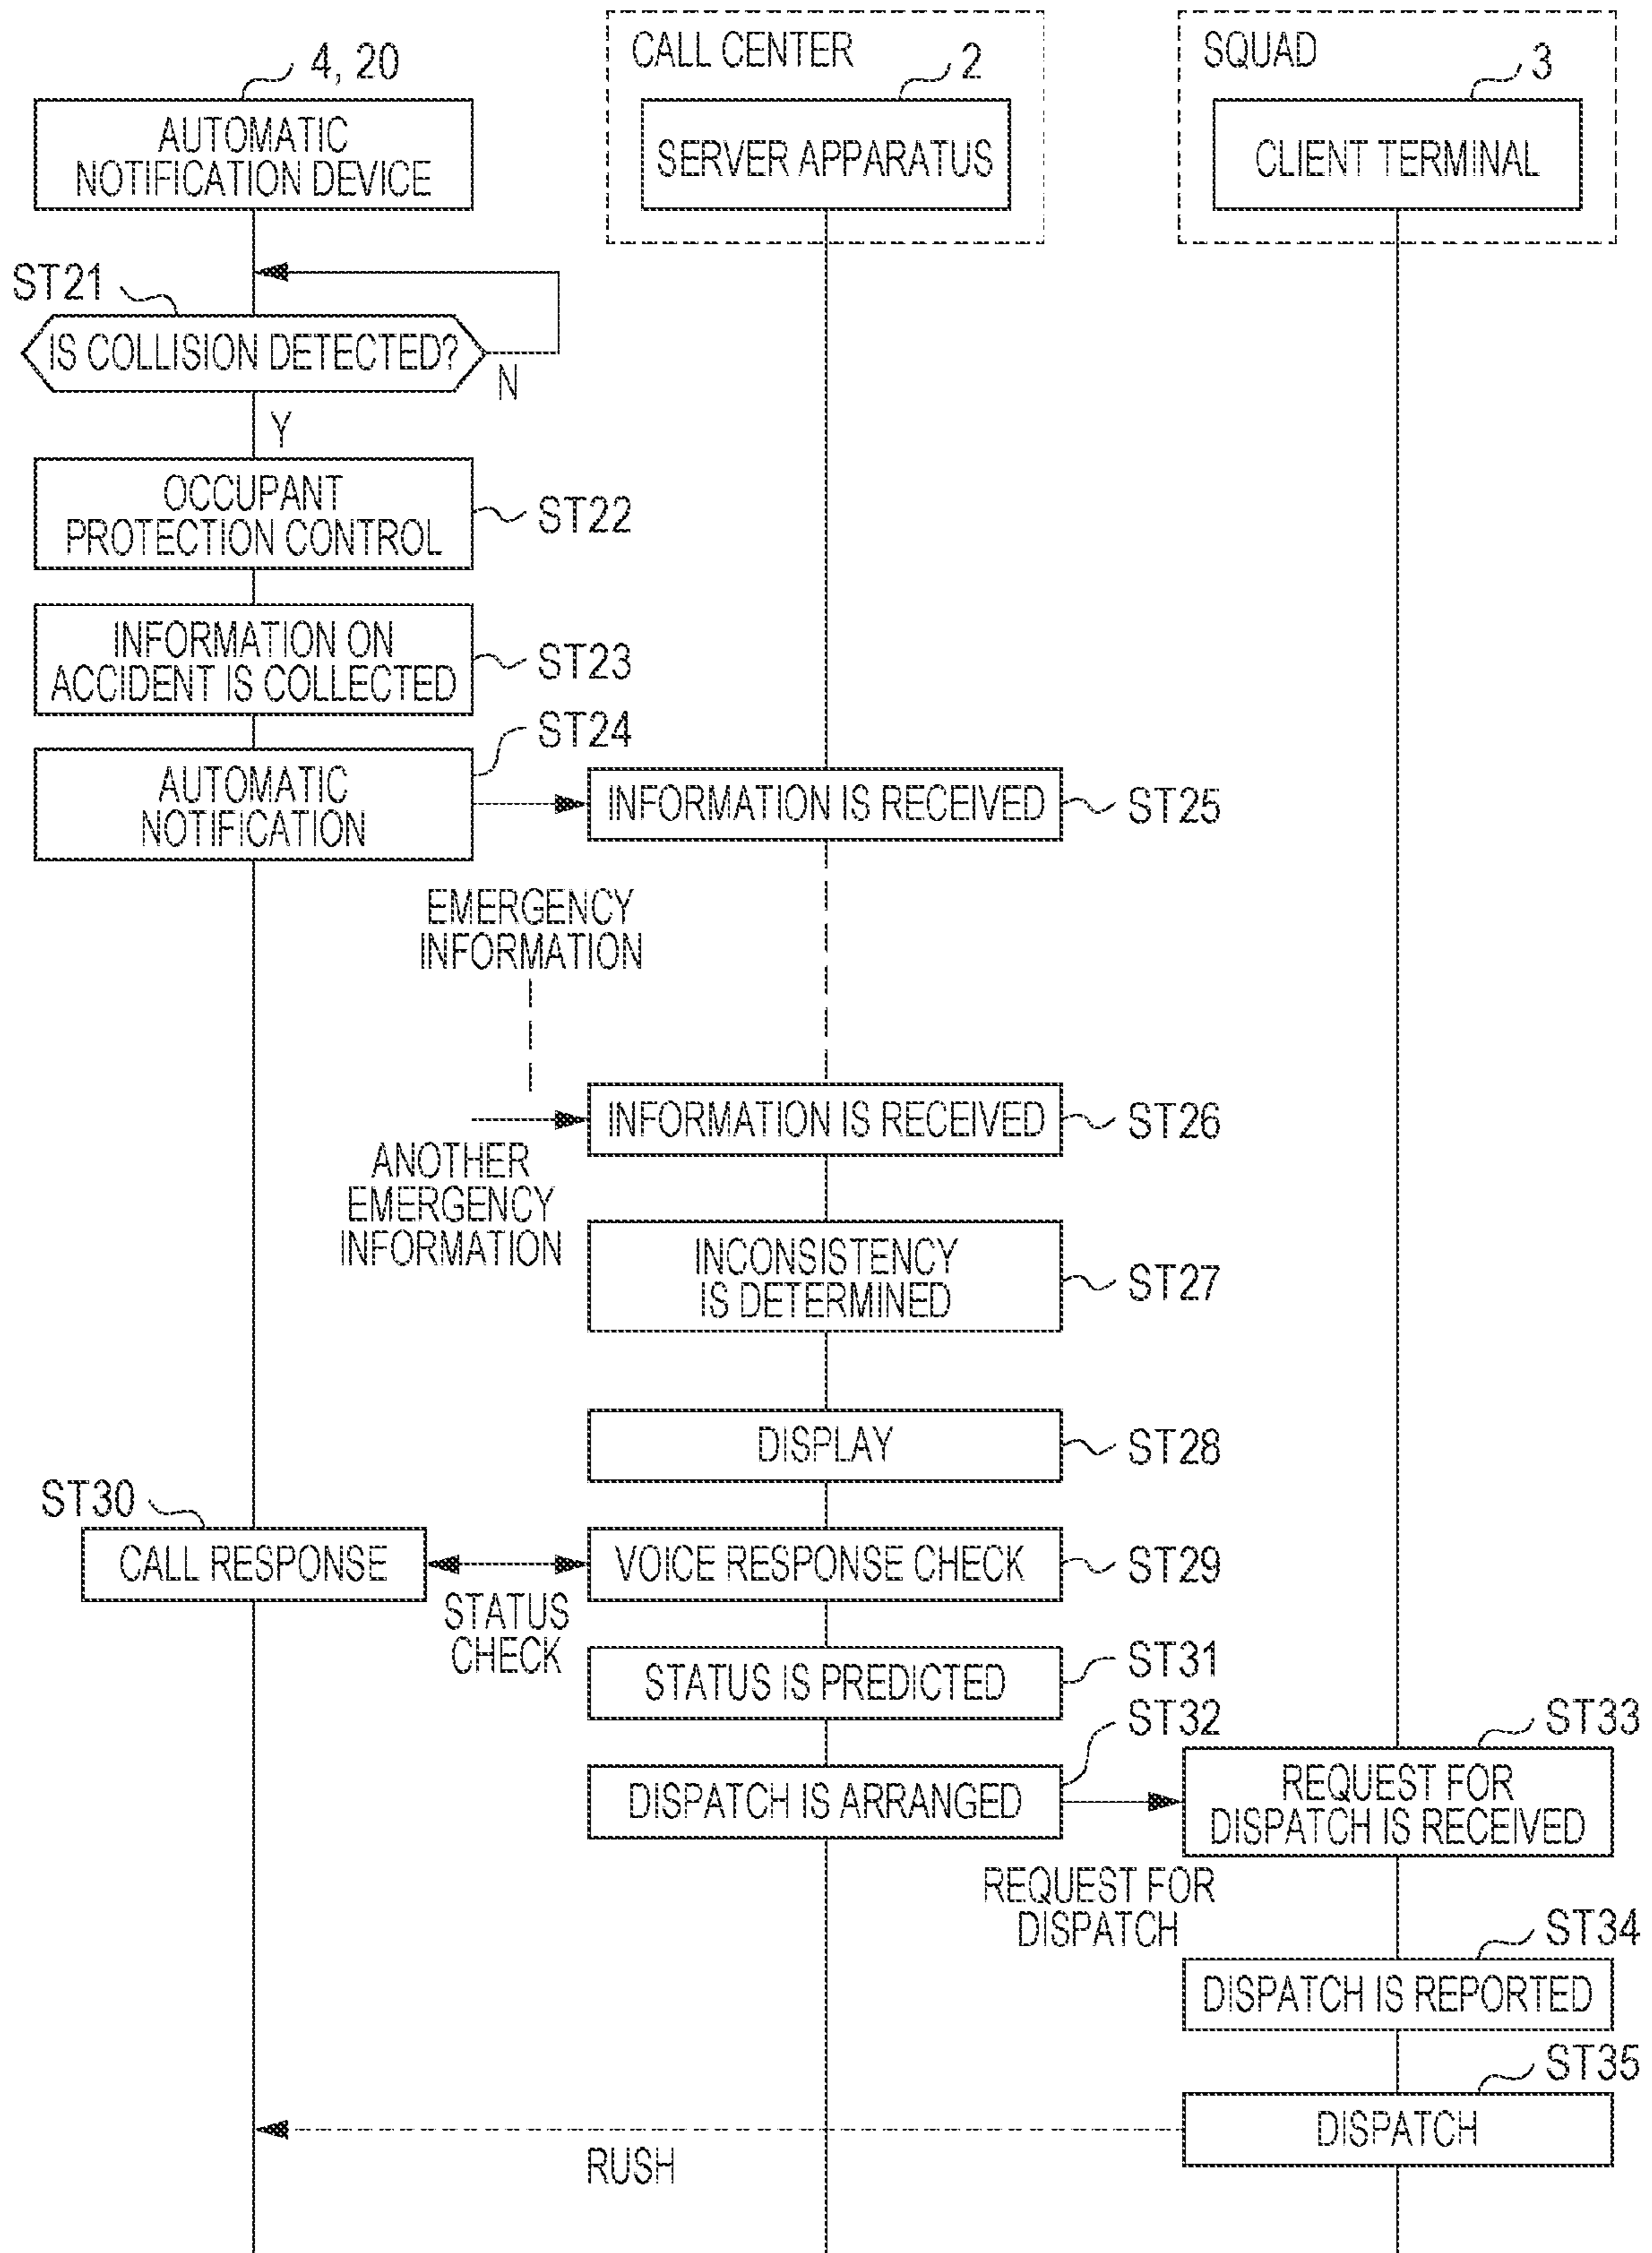 4, 20
AUTOMATIC
NOTIFICATION DEVICE
CALL CENTER
2
SERVER APPARATUS
SQUAD
3
CLIENT TERMINAL
ST21
IS COLLISION DETECTED?
N
Y
OCCUPANT
PROTECTION CONTROL
ST22
INFORMATION ON
ACCIDENT IS COLLECTED
ST23
ST24
AUTOMATIC
NOTIFICATION
INFORMATION IS RECEIVED
ST25
EMERGENCY
INFORMATION
INFORMATION IS RECEIVED
ST26
ANOTHER
EMERGENCY
INFORMATION
INCONSISTENCY
IS DETERMINED
ST27
DISPLAY
ST28
ST30
CALL RESPONSE
STATUS
CHECK
VOICE RESPONSE CHECK
ST29
STATUS IS PREDICTED
ST31
ST32
DISPATCH IS ARRANGED
REQUEST FOR
DISPATCH
ST33
REQUEST FOR
DISPATCH IS RECEIVED
ST34
DISPATCH IS REPORTED
ST35
DISPATCH
RUSH